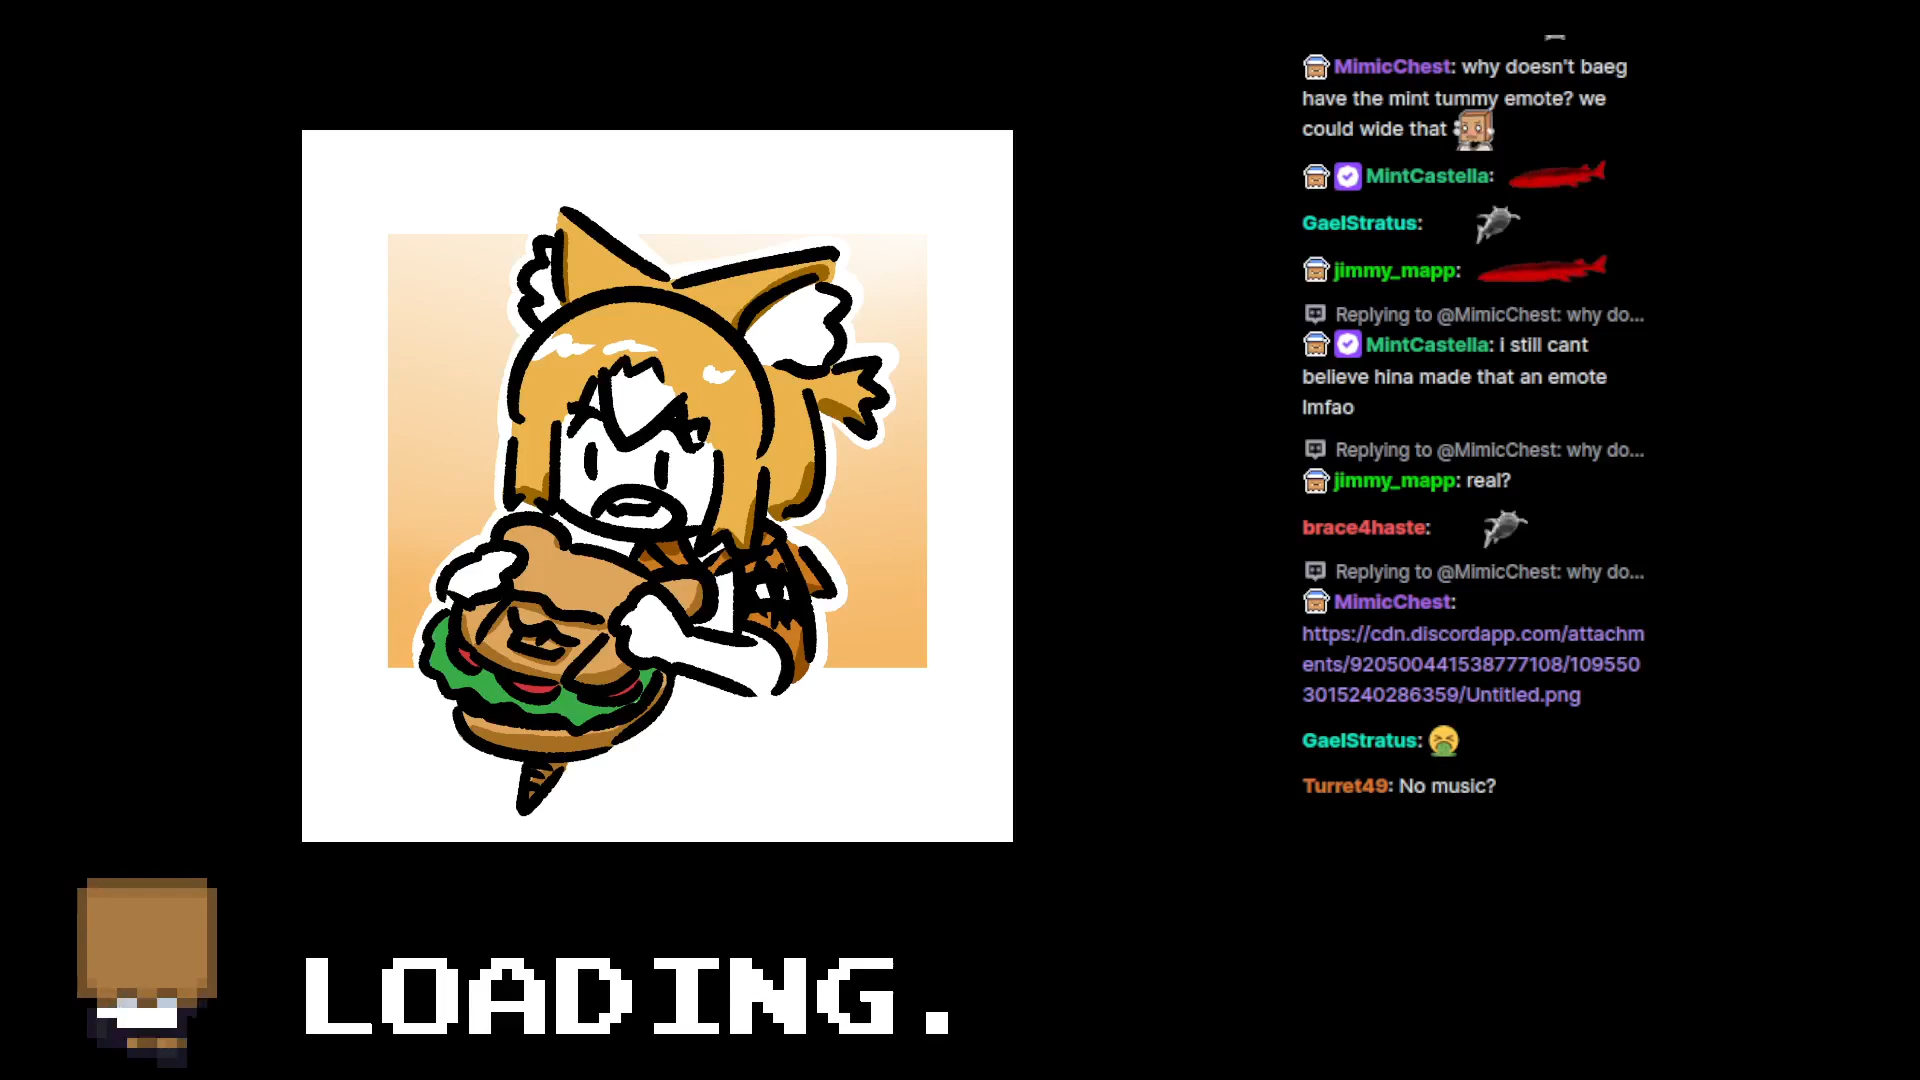 MimicChest: why doesn't baeg
have the mint tummy emote? we
could wide that
MintCastella:
GaelStratus:
jimmy_mapp:
Replying to @MimicChest: why do...
MintCastella: i still cant
believe hina made that an emote
lmfao
Replying to @MimicChest: why do...
jimmy_mapp: real?
brace4haste:
Replying to @MimicChest: why do...
MimicChest:
https://cdn.discordapp.com/attachm
ents/920500441538777108/109550
3015240286359/Untitled.png
GaelStratus:
Turret49: No music?
LOADING.